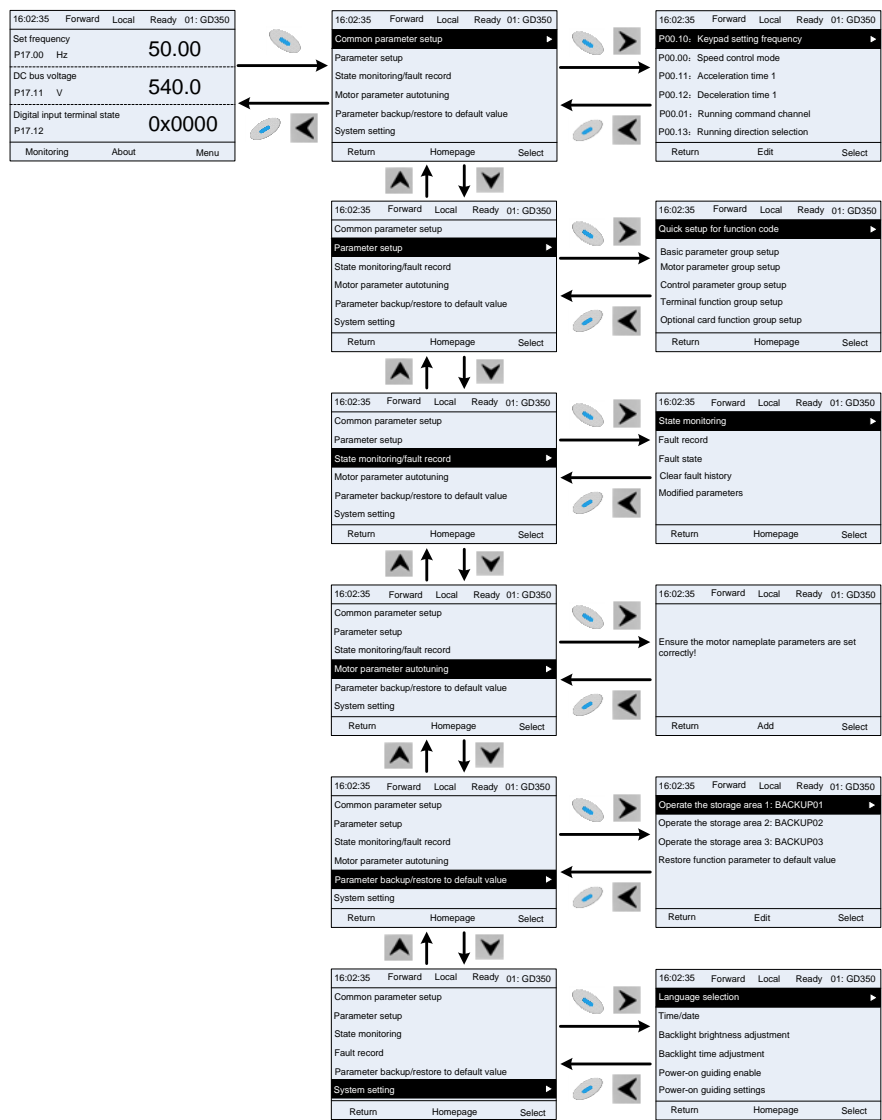 16:02:35 Forward Local Ready 01: GD350
Set frequency
P17.00 Hz 50.00
DC bus voltage
P17.11 V 540.0
Digital input terminal state
P17.12 0x0000
Monitoring About Menu
16:02:35 Forward Local Ready 01: GD350
Common parameter setup
Parameter setup
State monitoring/fault record
Motor parameter autotuning
Parameter backup/restore to default value
System setting
Return Homepage Select
16:02:35 Forward Local Ready 01: GD350
P00.10: Keypad setting frequency
P00.00: Speed control mode
P00.11: Acceleration time 1
P00.12: Deceleration time 1
P00.01: Running command channel
P00.13: Running direction selection
Return Edit Select
16:02:35 Forward Local Ready 01: GD350
Common parameter setup
Parameter setup
State monitoring/fault record
Motor parameter autotuning
Parameter backup/restore to default value
System setting
Return Homepage Select
16:02:35 Forward Local Ready 01: GD350
Quick setup for function code
Basic parameter group setup
Motor parameter group setup
Control parameter group setup
Terminal function group setup
Optional card function group setup
Return Homepage Select
16:02:35 Forward Local Ready 01: GD350
Common parameter setup
Parameter setup
State monitoring/fault record
Motor parameter autotuning
Parameter backup/restore to default value
System setting
Return Homepage Select
16:02:35 Forward Local Ready 01: GD350
State monitoring
Fault record
Fault state
Clear fault history
Modified parameters
Return Homepage Select
16:02:35 Forward Local Ready 01: GD350
Common parameter setup
Parameter setup
State monitoring/fault record
Motor parameter autotuning
Parameter backup/restore to default value
System setting
Return Homepage Select
16:02:35 Forward Local Ready 01: GD350
Ensure the motor nameplate parameters are set
correctly!
Return Add Select
16:02:35 Forward Local Ready 01: GD350
Common parameter setup
Parameter setup
State monitoring/fault record
Motor parameter autotuning
Parameter backup/restore to default value
System setting
Return Homepage Select
16:02:35 Forward Local Ready 01: GD350
Operate the storage area 1: BACKUP01
Operate the storage area 2: BACKUP02
Operate the storage area 3: BACKUP03
Restore function parameter to default value
Return Edit Select
16:02:35 Forward Local Ready 01: GD350
Common parameter setup
Parameter setup
State monitoring
Fault record
Parameter backup/restore to default value
System setting
Return Homepage Select
16:02:35 Forward Local Ready 01: GD350
Language selection
Time/date
Backlight brightness adjustment
Backlight time adjustment
Power-on guiding enable
Power-on guiding settings
Return Homepage Select